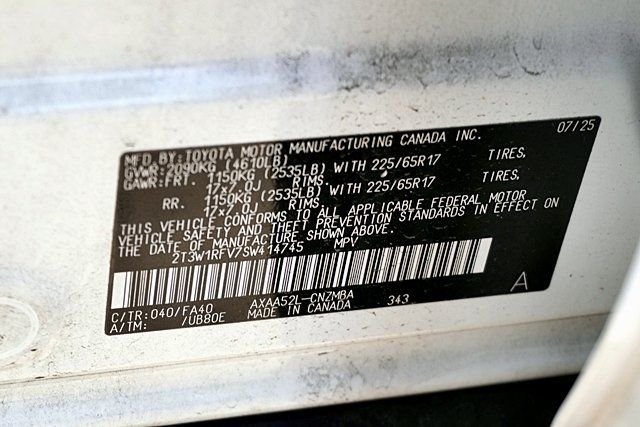 MFD.BY:TOYOTA MOTOR MANUFACTURING CANADA INC. 07/25
GVWR:2090KG (4610LB)
GAWR:FRT. 1150KG (2535LB) WITH 225/65R17 TIRES,
17x7.0J RIMS,
RR. 1150KG (2535LB) WITH 225/65R17 TIRES,
17x7.0J RIMS
THIS VEHICLE CONFORMS TO ALL APPLICABLE FEDERAL MOTOR
VEHICLE SAFETY AND THEFT PREVENTION STANDARDS IN EFFECT ON
THE DATE OF MANUFACTURE SHOWN ABOVE.
2T3W1RFV7SW414745 MPV
C/TR:040/FA40 AXAA52L-CNZMBA 343 A
A/TM: /UB80E MADE IN CANADA